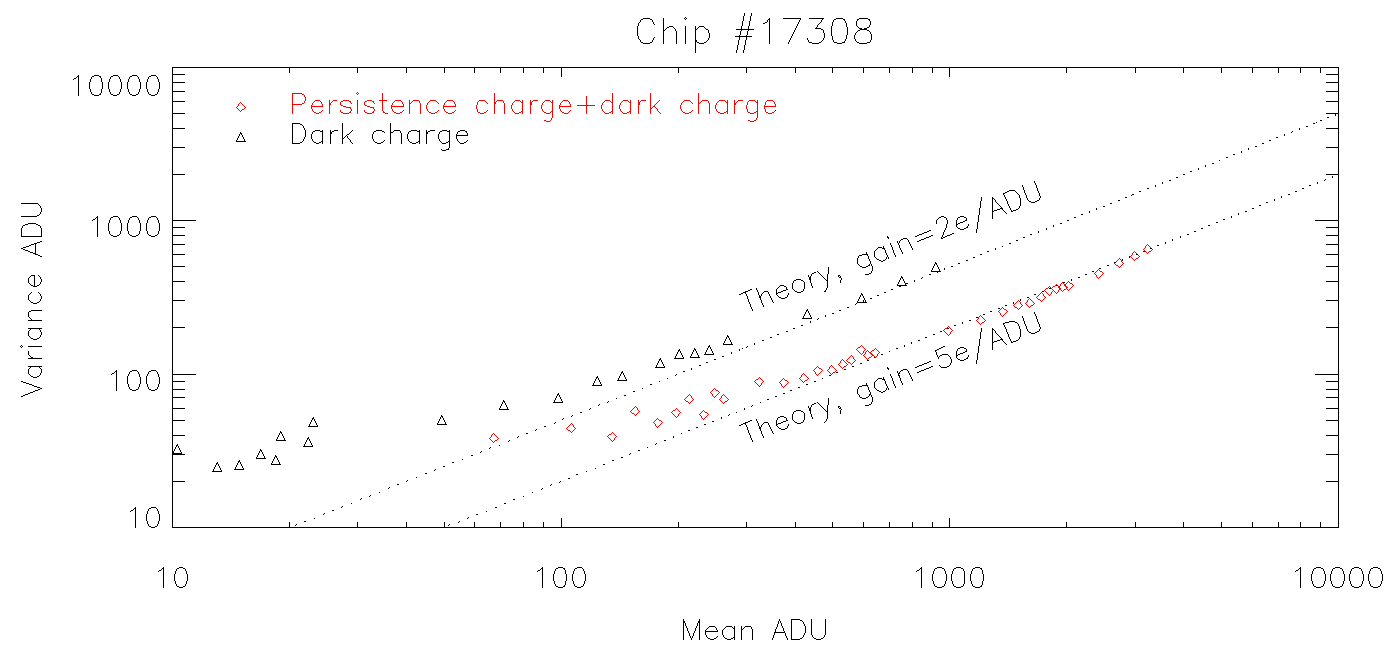 Chip #17308
10000
Persistence charge+dark charge
Dark charge
Theory, gain=2e/ADU
1000
Variance ADU
Theory, gain=5e/ADU
100
10
10 100 1000 10000
Mean ADU